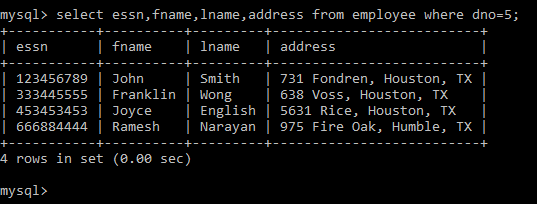 mysql> select essn,fname,lname,address from employee where dno=5;
+-----------+----------+---------+--------------------------+
| essn      | fname    | lname   | address                  |
+-----------+----------+---------+--------------------------+
| 123456789 | John     | Smith   | 731 Fondren, Houston, TX |
| 333445555 | Franklin | Wong    | 638 Voss, Houston, TX    |
| 453453453 | Joyce    | English | 5631 Rice, Houston, TX   |
| 666884444 | Ramesh   | Narayan | 975 Fire Oak, Humble, TX |
+-----------+----------+---------+--------------------------+
4 rows in set (0.00 sec)
mysql>